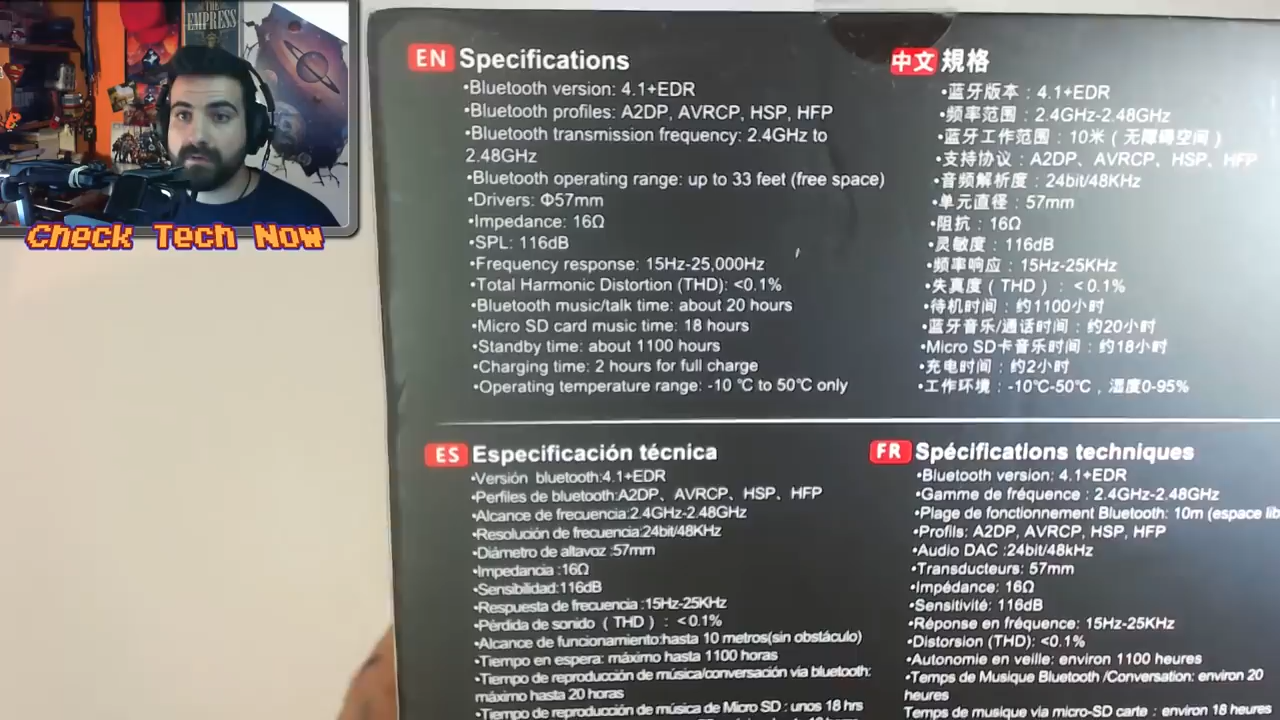 THE
EMPRESS
Check Tech Now
EN Specifications
•Bluetooth version: 4.1+EDR
•Bluetooth profiles: A2DP, AVRCP, HSP, HFP
•Bluetooth transmission frequency: 2.4GHz to
2.48GHz
•Bluetooth operating range: up to 33 feet (free space)
•Drivers: Φ57mm
•Impedance: 16Ω
•SPL: 116dB
•Frequency response: 15Hz-25,000Hz
•Total Harmonic Distortion (THD): <0.1%
•Bluetooth music/talk time: about 20 hours
•Micro SD card music time: 18 hours
•Standby time: about 1100 hours
•Charging time: 2 hours for full charge
•Operating temperature range: -10 ℃ to 50℃ only
中文 規格
•蓝牙版本：4.1+EDR
•频率范围：2.4GHz-2.48GHz
•蓝牙工作范围：10米（无障碍空间）
•支持协议：A2DP、AVRCP、HSP、HFP
•音频解析度：24bit/48KHz
•单元直径：57mm
•阻抗：16Ω
•灵敏度：116dB
•频率响应：15Hz-25KHz
•失真度（THD）：<0.1%
•待机时间：约1100小时
•蓝牙音乐/通话时间：约20小时
•Micro SD卡音乐时间：约18小时
•充电时间：约2小时
•工作环境：-10℃-50℃，湿度0-95%
ES Especificación técnica
•Versión bluetooth:4.1+EDR
•Perfiles de bluetooth:A2DP、AVRCP、HSP、HFP
•Alcance de frecuencia:2.4GHz-2.48GHz
•Resolución de frecuencia:24bit/48KHz
•Diámetro de altavoz :57mm
•Impedancia :16Ω
•Sensibilidad:116dB
•Respuesta de frecuencia :15Hz-25KHz
•Pérdida de sonido（THD）: <0.1%
•Alcance de funcionamiento:hasta 10 metros(sin obstáculo)
•Tiempo en espera: máximo hasta 1100 horas
•Tiempo de reproducción de música/conversación via bluetooth:
máximo hasta 20 horas
•Tiempo de reproducción de música de Micro SD : unos 18 hrs
FR Spécifications techniques
•Bluetooth version: 4.1+EDR
•Gamme de fréquence : 2.4GHz-2.48GHz
•Plage de fonctionnement Bluetooth: 10m (espace lib
•Profils: A2DP, AVRCP, HSP, HFP
•Audio DAC :24bit/48kHz
•Transducteurs: 57mm
•Impédance: 16Ω
•Sensitivité: 116dB
•Réponse en fréquence: 15Hz-25KHz
•Distorsion (THD): <0.1%
•Autonomie en veille: environ 1100 heures
•Temps de Musique Bluetooth /Conversation: environ 20
heures
Temps de musique via micro-SD carte : environ 18 heures